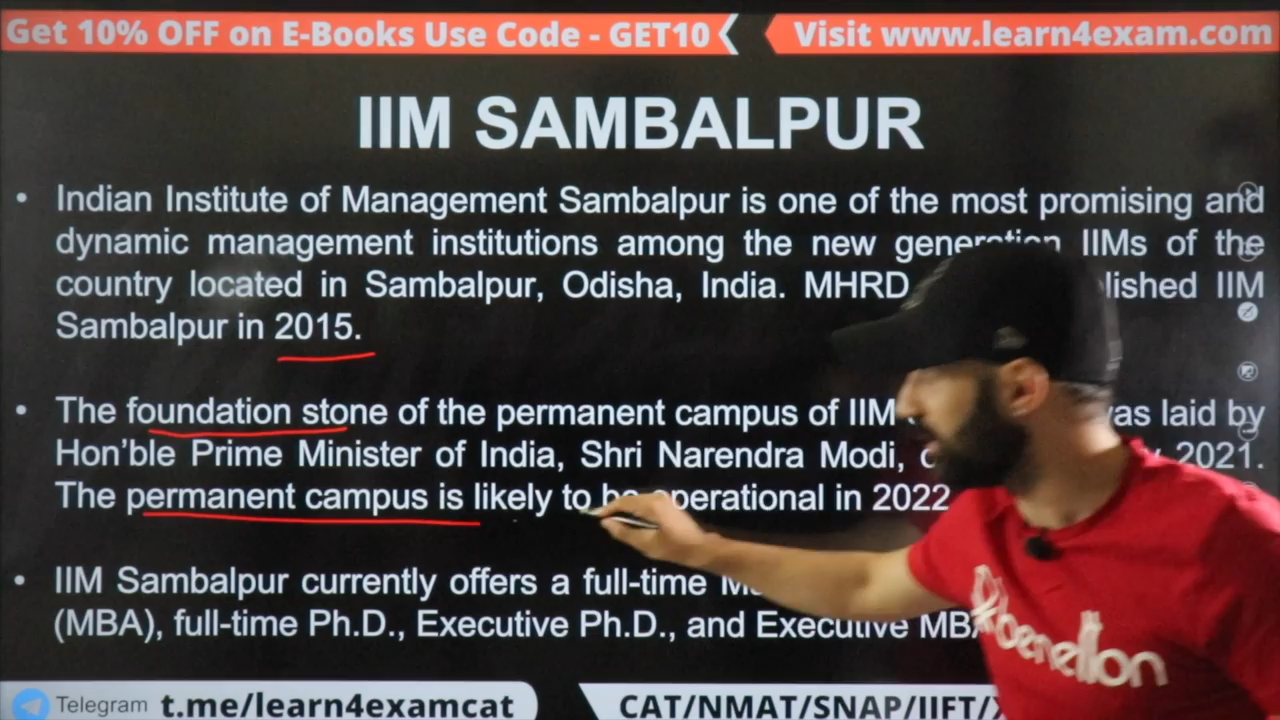 Get 10% OFF on E-Books Use Code - GET10
Visit www.learn4exam.com
IIM SAMBALPUR
• Indian Institute of Management Sambalpur is one of the most promising and
dynamic management institutions among the new generation IIMs of the
country located in Sambalpur, Odisha, India. MHRD lished IIM
Sambalpur in 2015.
• The foundation stone of the permanent campus of IIM was laid by
Hon'ble Prime Minister of India, Shri Narendra Modi, 2021.
The permanent campus is likely to be operational in 2022
• IIM Sambalpur currently offers a full-time
(MBA), full-time Ph.D., Executive Ph.D., and Executive MBA
benetton
Telegram t.me/learn4examcat
CAT/NMAT/SNAP/IIFT/